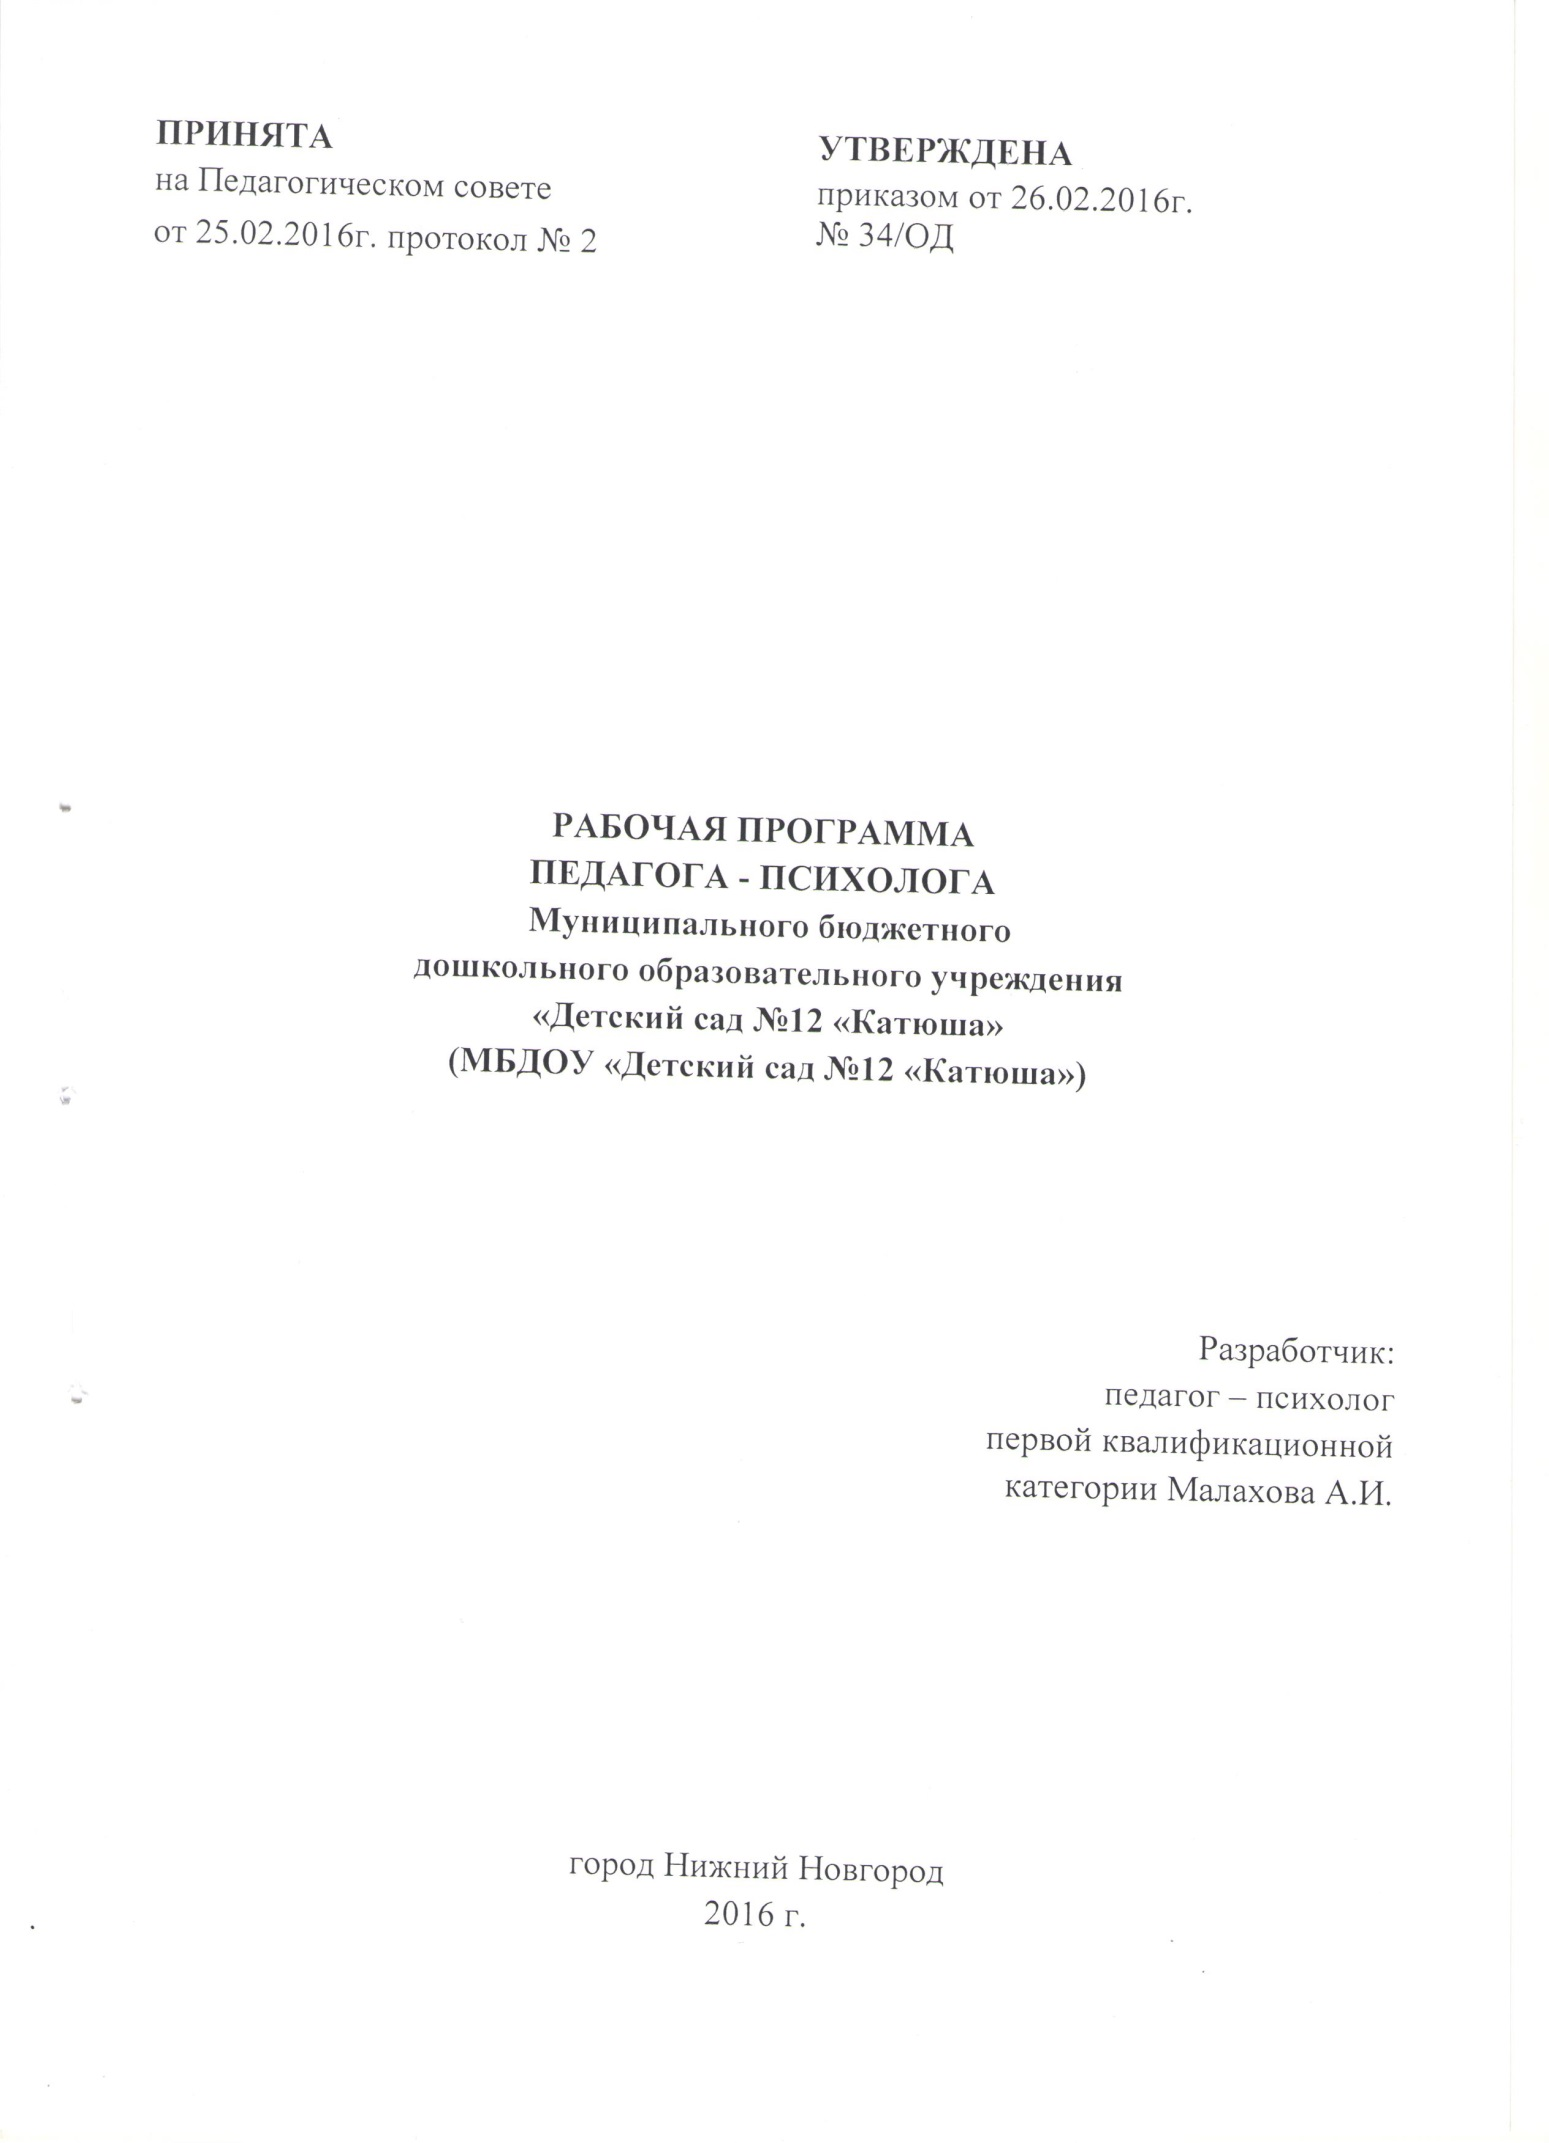 ПРИНЯТА
на Педагогическом совете
от 25.02.2016г. протокол № 2
УТВЕРЖДЕНА
приказом от 26.02.2016г.
№ 34/ОД
РАБОЧАЯ ПРОГРАММА
ПЕДАГОГА - ПСИХОЛОГА
Муниципального бюджетного
дошкольного образовательного учреждения
«Детский сад №12 «Катюша»
(МБДОУ «Детский сад №12 «Катюша»)
Разработчик:
педагог – психолог
первой квалификационной
категории Малахова А.И.
город Нижний Новгород
2016 г.